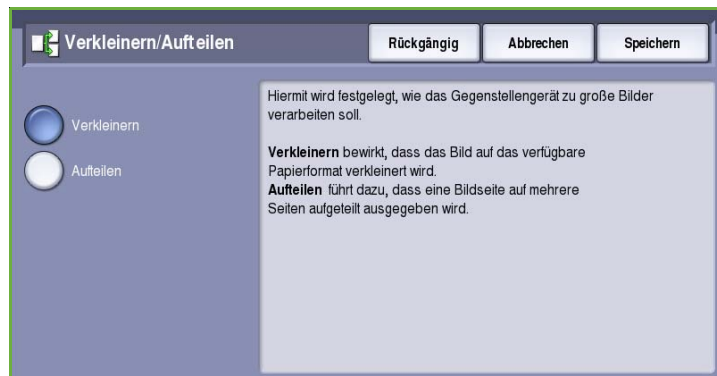 Verkleinern/Aufteilen
Rückgängig
Abbrechen
Speichern
Verkleinern
Aufteilen
Hiermit wird festgelegt, wie das Gegenstellengerät zu große Bilder
verarbeiten soll.
Verkleinern bewirkt, dass das Bild auf das verfügbare
Papierformat verkleinert wird.
Aufteilen führt dazu, dass eine Bildseite auf mehrere
Seiten aufgeteilt ausgegeben wird.